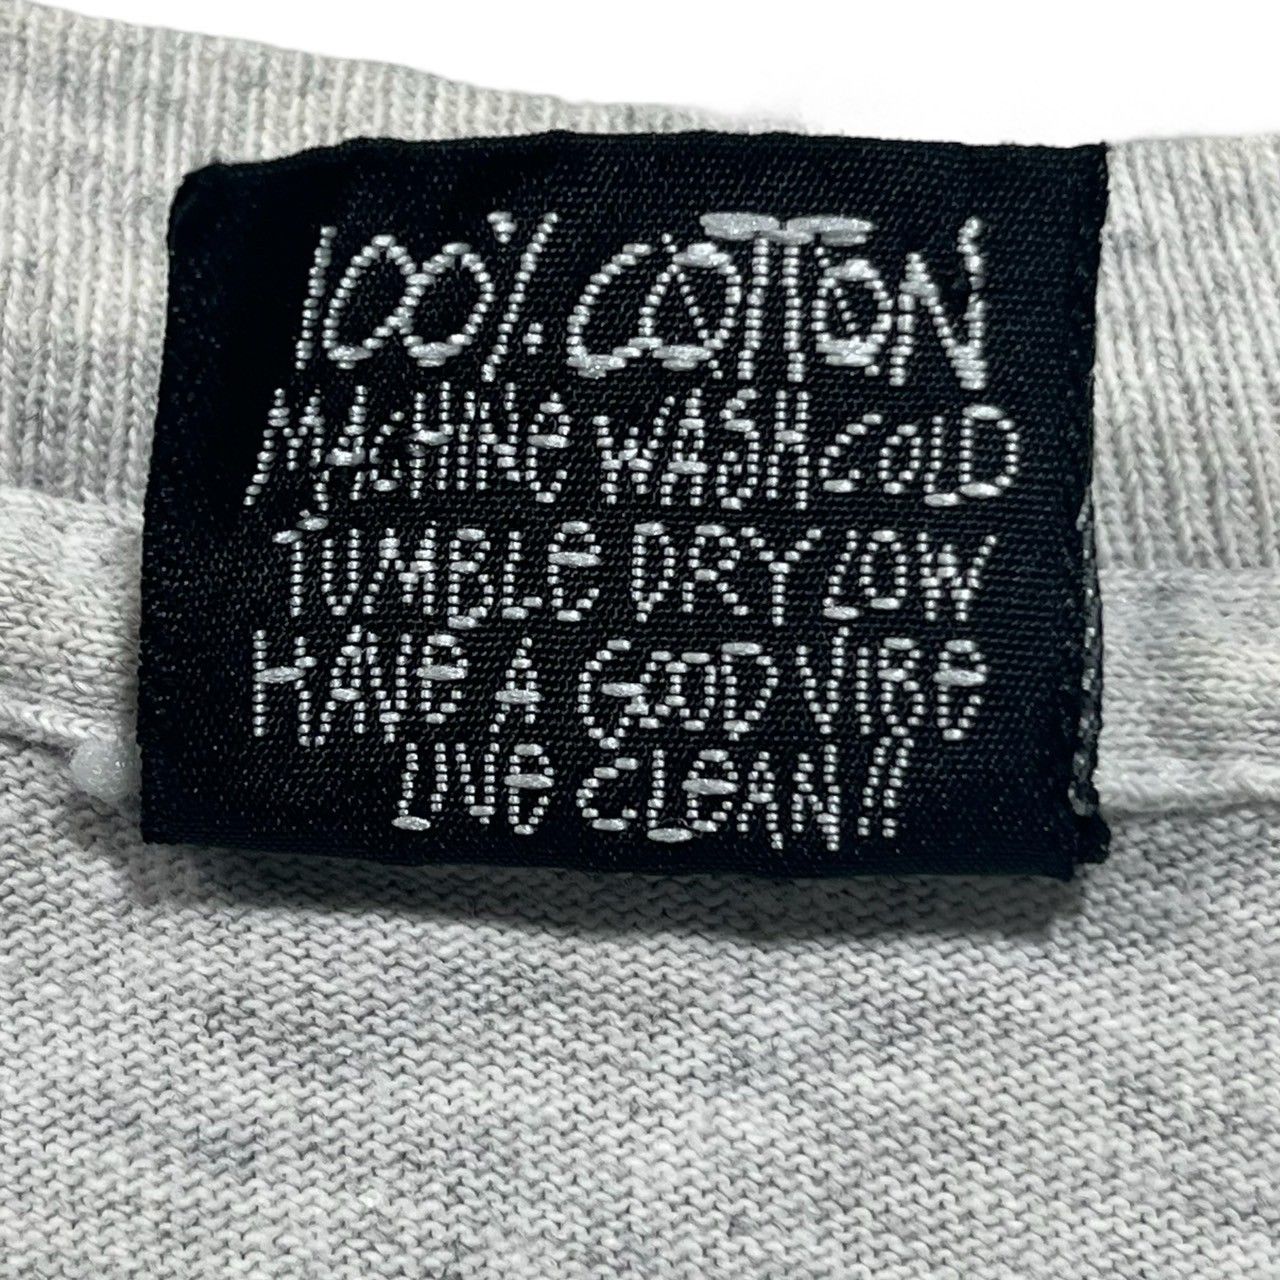 100% COTTON
MACHINE WASH COLD
TUMBLE DRY LOW
HAVE A GOOD VIBE
LIVE CLEAN!!